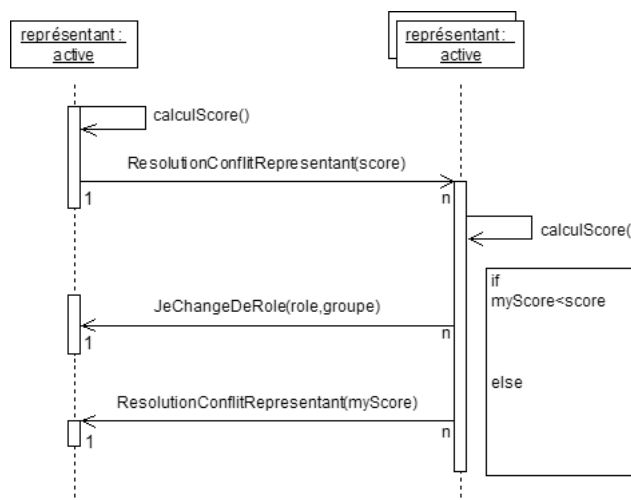 représentant :
active
représentant :
active
calculScore()
ResolutionConflitRepresentant(score)
1
n
calculScore(
if
myScore<score
JeChangeDeRole(role,groupe)
1
n
else
ResolutionConflitRepresentant(myScore)
1
n